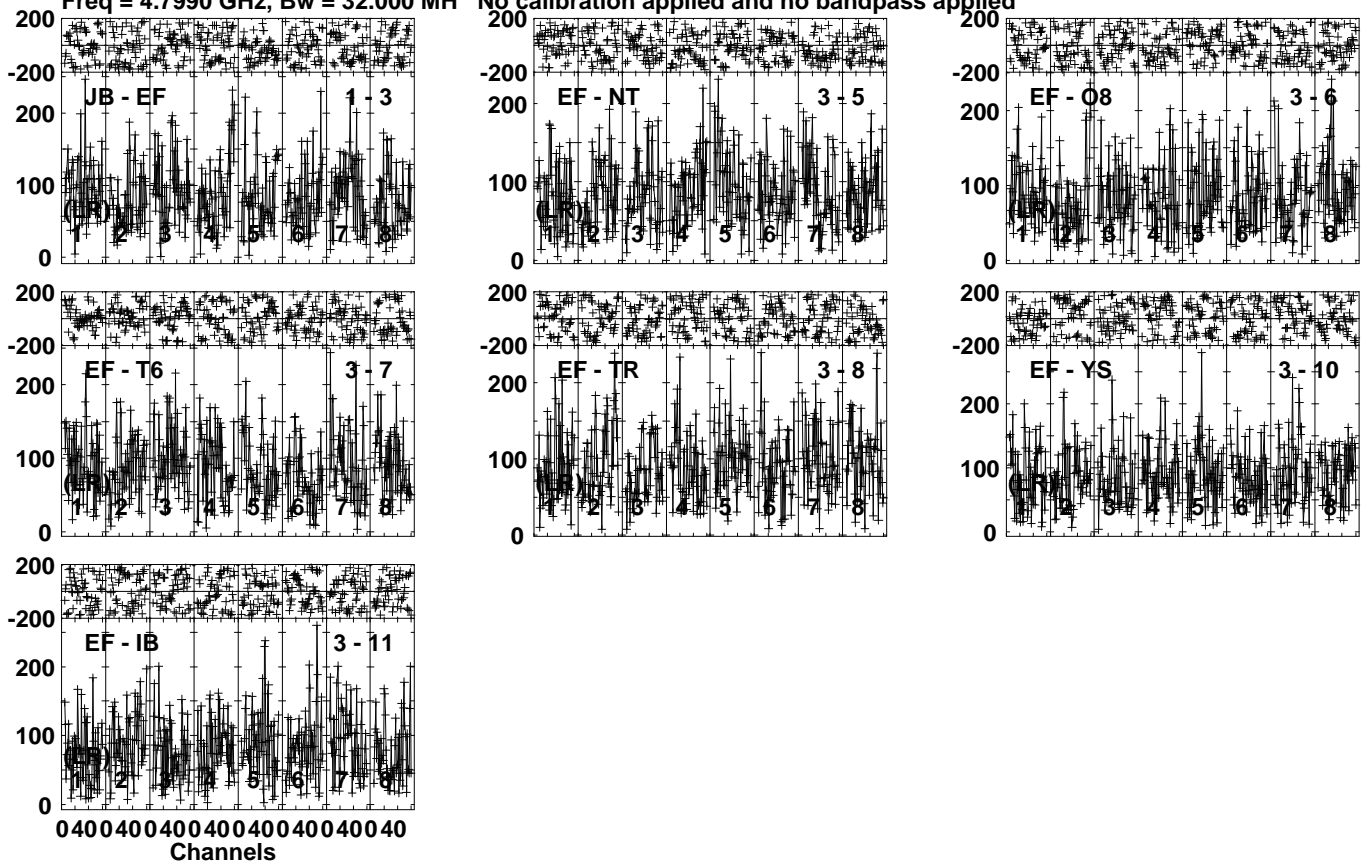 Freq = 4.7990 GHz, Bw = 32.000 MH No calibration applied and no bandpass applied
200
-200
JB - EF 1 - 3
200
100
(LR)
1 2 3 4 5 6 7 8
0
200
-200
EF - NT 3 - 5
200
100
(LR)
1 2 3 4 5 6 7 8
0
200
-200
EF - O8 3 - 6
200
100
(LR)
1 2 3 4 5 6 7 8
0
200
-200
EF - T6 3 - 7
200
100
(LR)
1 2 3 4 5 6 7 8
0
200
-200
EF - TR 3 - 8
200
100
(LR)
1 2 3 4 5 6 7 8
0
200
-200
EF - YS 3 - 10
200
100
(LR)
1 2 3 4 5 6 7 8
0
200
-200
EF - IB 3 - 11
200
100
(LR)
1 2 3 4 5 6 7 8
0
0 40 0 40 0 40 0 40 0 40 0 40 0 40 0 40
Channels